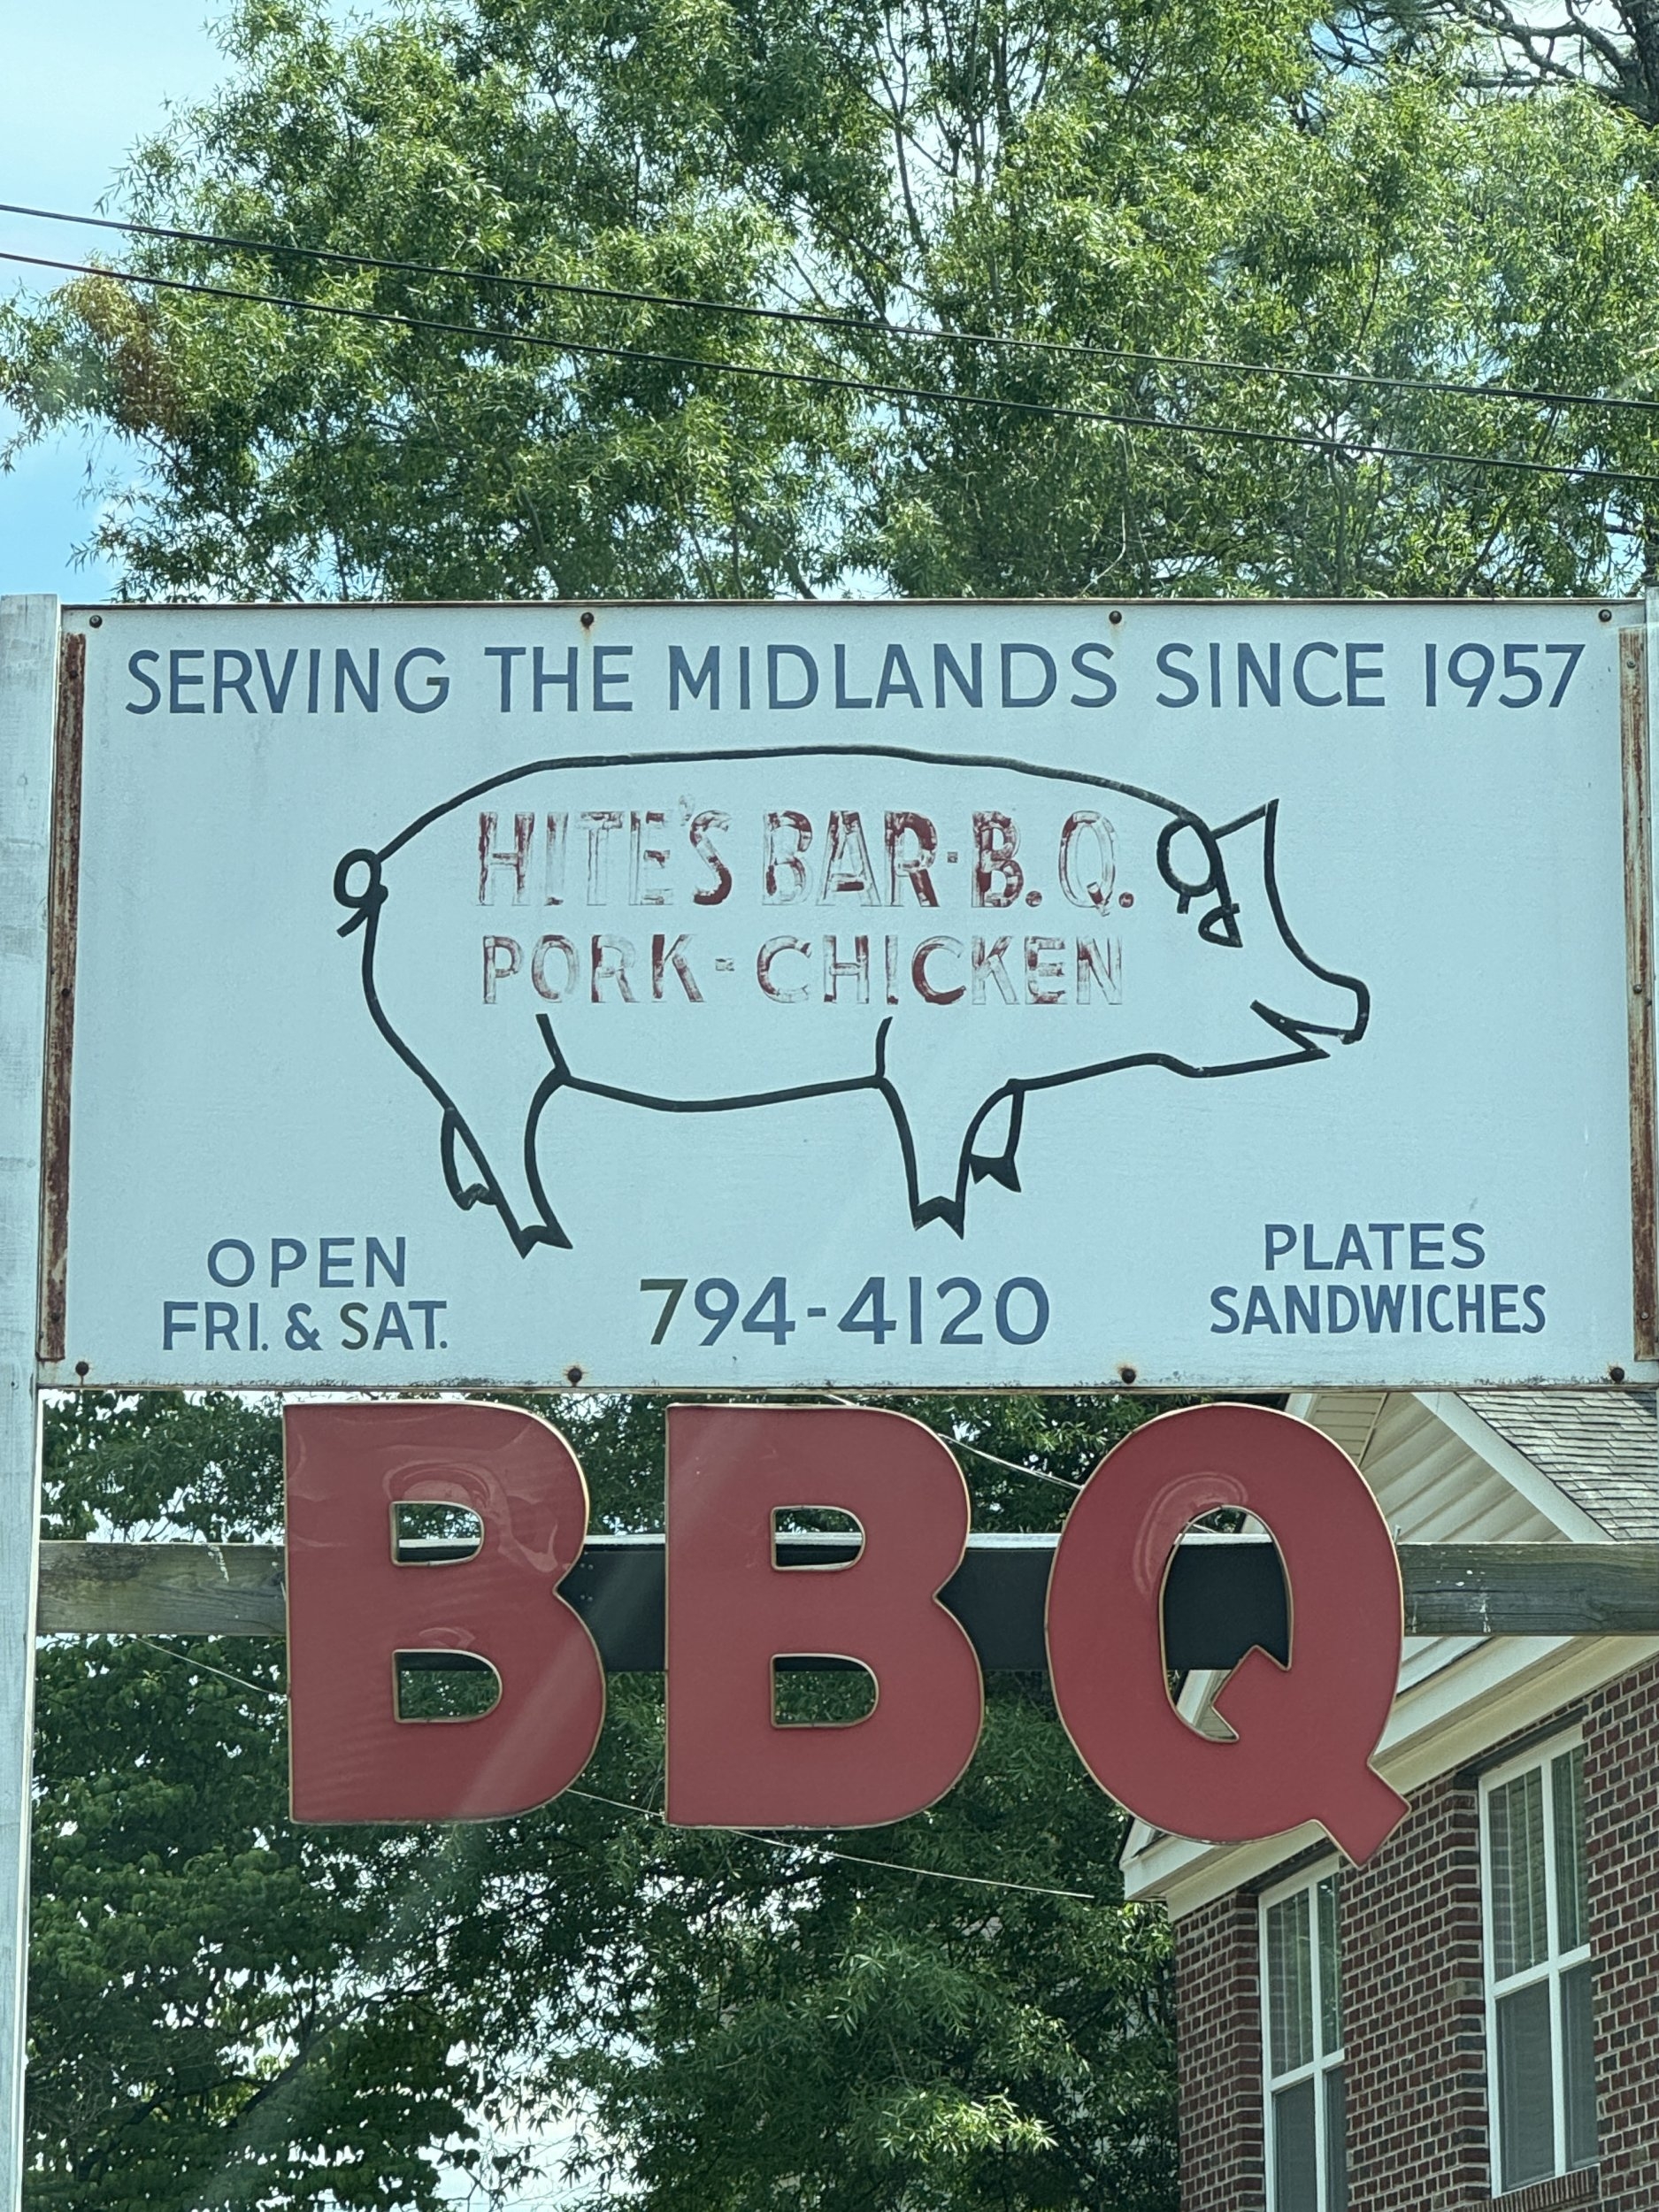 SERVING THE MIDLANDS SINCE 1957
HITE'S BAR-B.Q.
PORK-CHICKEN
OPEN
FRI. & SAT.
794-4120
PLATES
SANDWICHES
BBQ